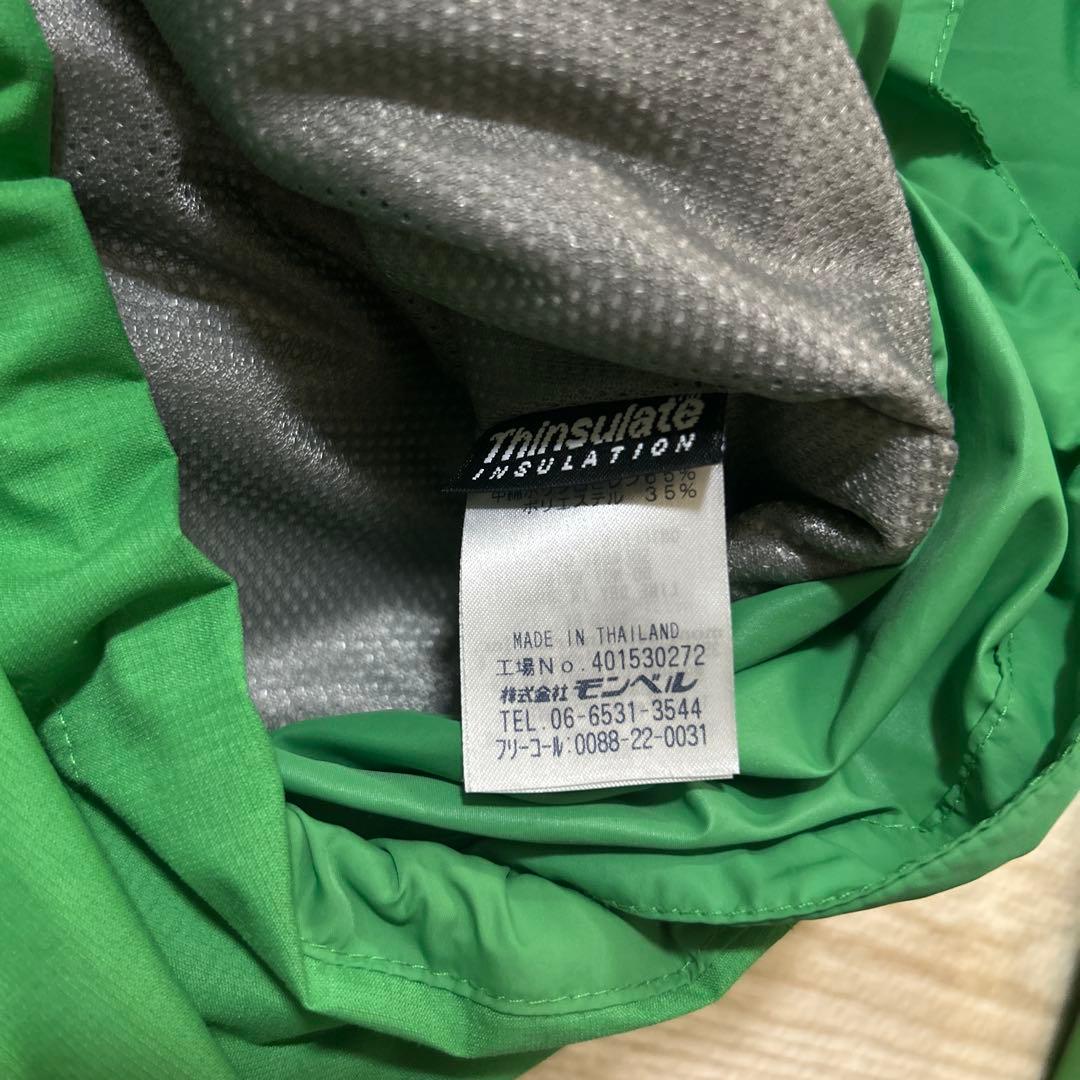 Thinsulate™
INSULATION
ポリエステル 35%
MADE IN THAILAND
工場No.401530272
株式会社 モンベル
TEL.06-6531-3544
フリーコール:0088-22-0031